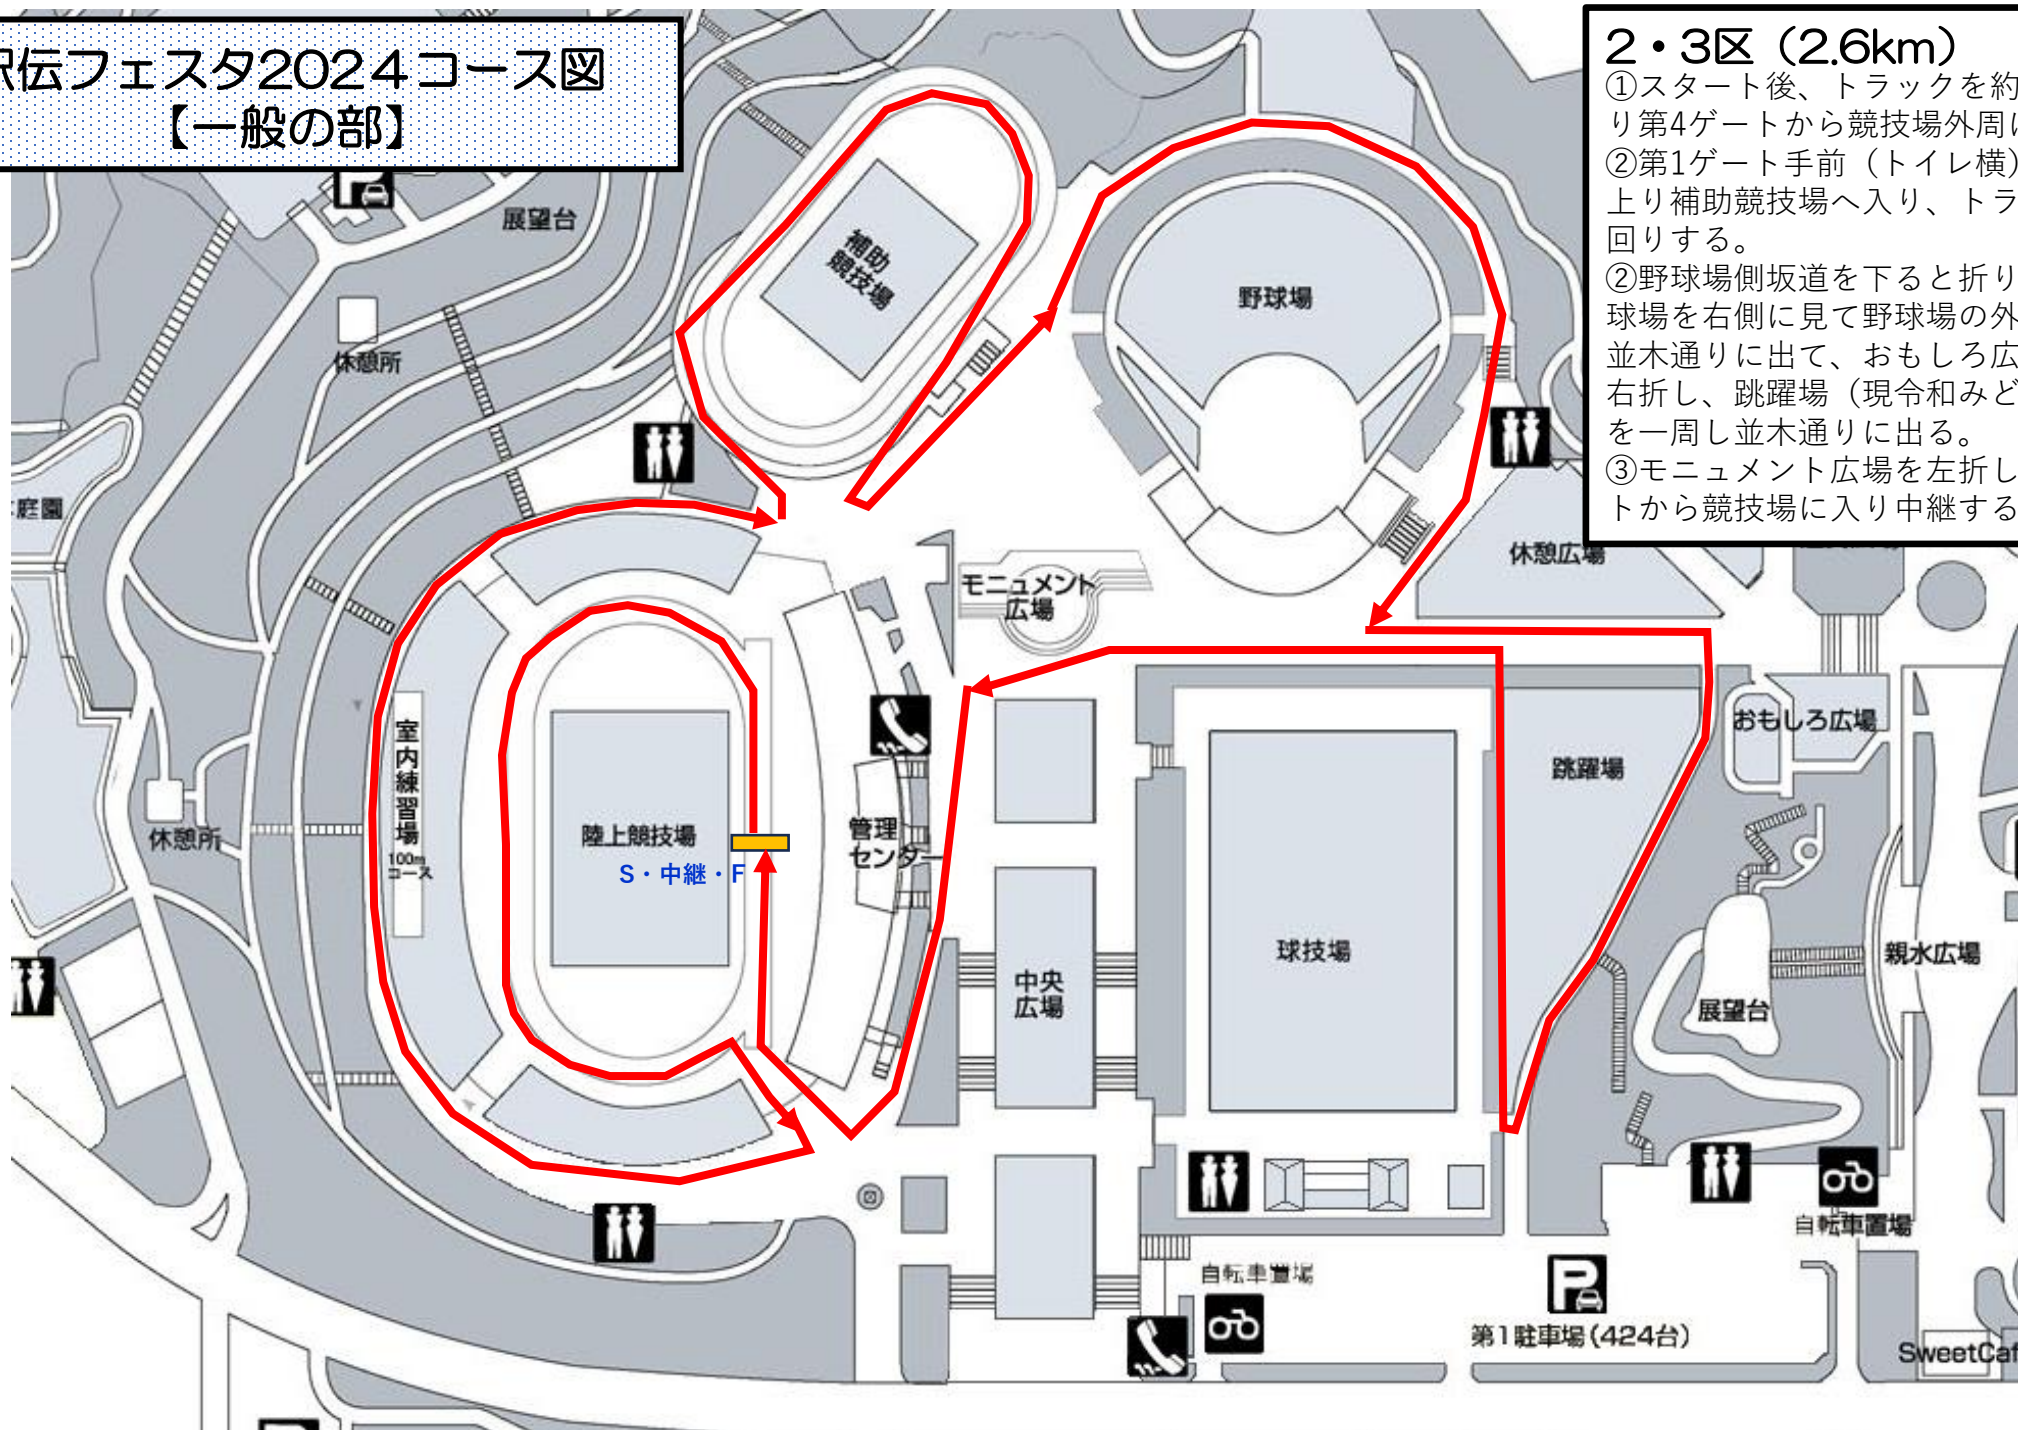 駅伝フェスタ2024コース図
【一般の部】
2・3区（2.6km）
①スタート後、トラックを約
り第4ゲートから競技場外周に
②第1ゲート手前（トイレ横）
上り補助競技場へ入り、トラ
回りする。
②野球場側坂道を下ると折り
球場を右側に見て野球場の外
並木通りに出て、おもしろ広
右折し、跳躍場（現令和みど
を一周し並木通りに出る。
③モニュメント広場を左折し
トから競技場に入り中継する
展望台
補助
競技場
野球場
休憩所
庭園
休憩広場
モニュメント
広場
室内練習場
100m
コース
おもしろ広場
跳躍場
休憩所
陸上競技場
管理
センター
S・中継・F
球技場
中央
広場
親水広場
展望台
自転車置場
自転車置場
第1駐車場(424台)
SweetCaf